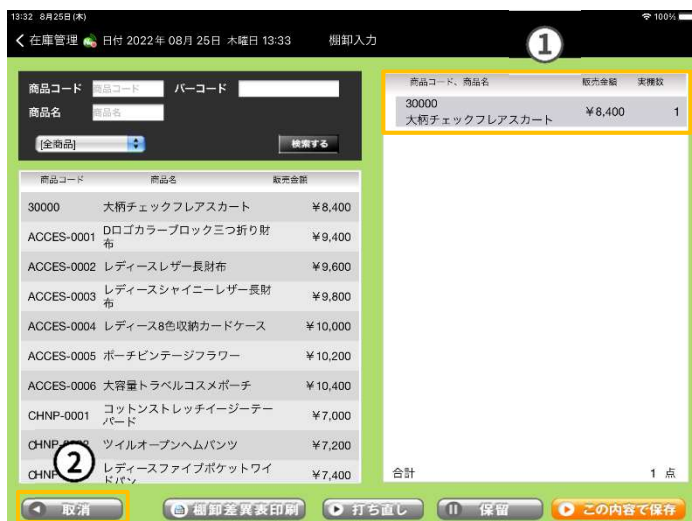 13:32 8月25日(木)
100%
在庫管理 日付 2022年 08月 25日 木曜日 13:33 棚卸入力
①
商品コード 商品コード バーコード
商品名 商品名
[全商品] 検索する
商品コード 商品名 販売金額
30000 大柄チェックフレアスカート ¥8,400
ACCES-0001 Dロゴカラーブロック三つ折り財布 ¥9,400
ACCES-0002 レディースレザー長財布 ¥9,600
ACCES-0003 レディースシャイニーレザー長財布 ¥9,800
ACCES-0004 レディース8色収納カードケース ¥10,000
ACCES-0005 ポーチビンテージフラワー ¥10,200
ACCES-0006 大容量トラベルコスメポーチ ¥10,400
CHNP-0001 コットンストレッチイージーテーパード ¥7,000
CHNP ツイルオープンヘムパンツ ¥7,200
CHNP レディースファイブポケットワイドパン ¥7,400
②
商品コード、商品名 販売金額 実棚数
30000
大柄チェックフレアスカート ¥8,400 1
合計 1 点
取消 棚卸差異表印刷 打ち直し 保留 この内容で保存